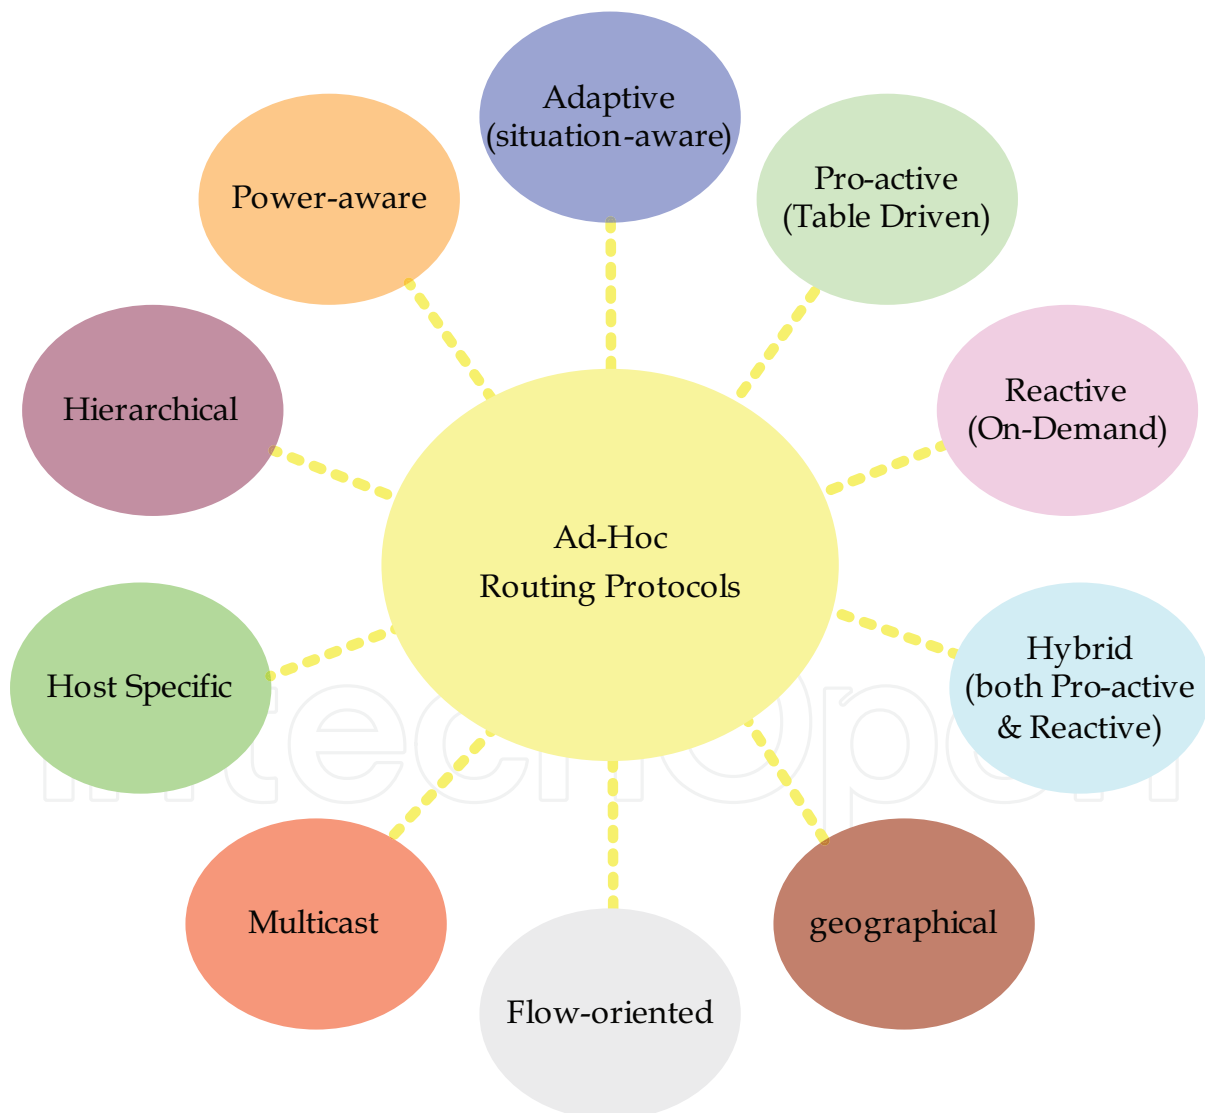 Adaptive
(situation-aware)
Pro-active
(Table Driven)
Power-aware
Reactive
(On-Demand)
Hierarchical
Ad-Hoc
Routing Protocols
Hybrid
(both Pro-active
& Reactive)
Host Specific
IntechOpen
Multicast
geographical
Flow-oriented